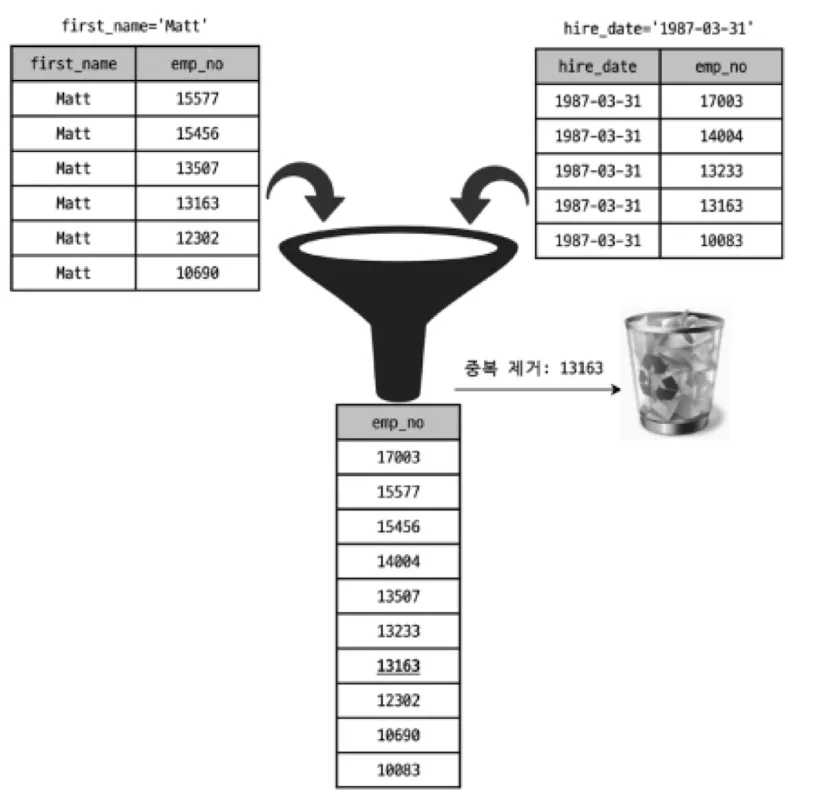 first_name='Matt'
first_name emp_no
Matt 15577
Matt 15456
Matt 13507
Matt 13163
Matt 12302
Matt 10690
hire_date='1987-03-31'
hire_date emp_no
1987-03-31 17003
1987-03-31 14004
1987-03-31 13233
1987-03-31 13163
1987-03-31 10083
중복 제거: 13163
emp_no
17003
15577
15456
14004
13507
13233
13163
12302
10690
10083